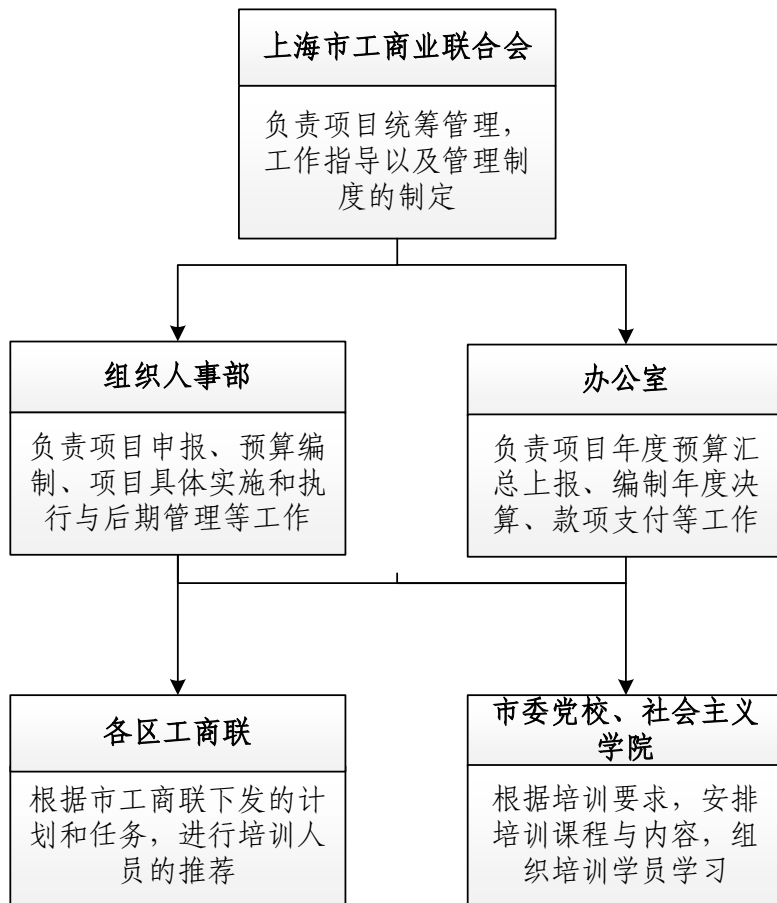 上海市工商业联合会
负责项目统筹管理，
工作指导以及管理制
度的制定
组织人事部
负责项目申报、预算编
制、项目具体实施和执
行与后期管理等工作
办公室
负责项目年度预算汇
总上报、编制年度决
算、款项支付等工作
各区工商联
根据市工商联下发的计
划和任务，进行培训人
员的推荐
市委党校、社会主义
学院
根据培训要求，安排
培训课程与内容，组
织培训学员学习